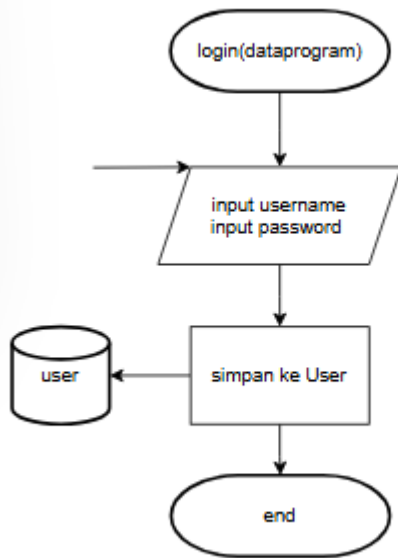 login(dataprogram)
input username
input password
user
simpan ke User
end